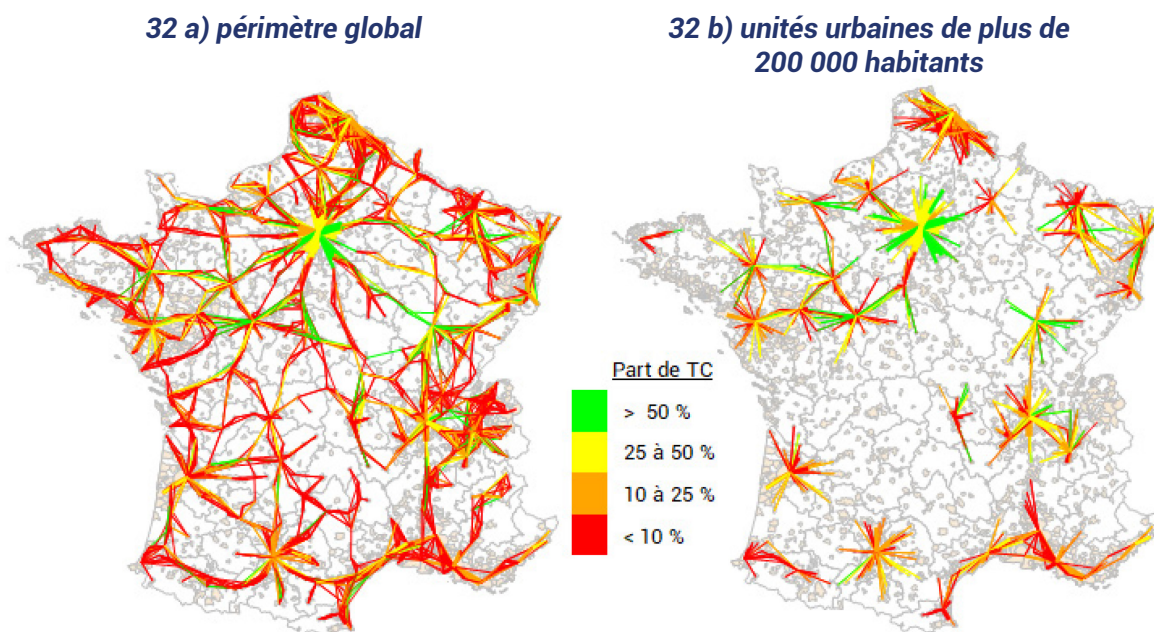 32 a) périmètre global
32 b) unités urbaines de plus de
200 000 habitants
Part de TC
> 50 %
25 à 50 %
10 à 25 %
< 10 %